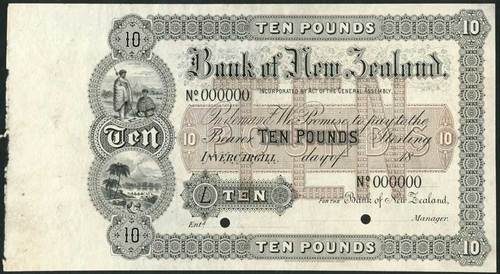 TEN POUNDS
10
10
Bank of New Zealand.
No 000000
INCORPORATED BY ACT OF THE GENERAL ASSEMBLY.
On demand We Promise to pay to the
Ten
10
Bearer TEN POUNDS Sterling
10
INVERCARGILL day of 18
No 000000
£ TEN
FOR THE Bank of New Zealand,
Entd
Manager.
10
TEN POUNDS
10